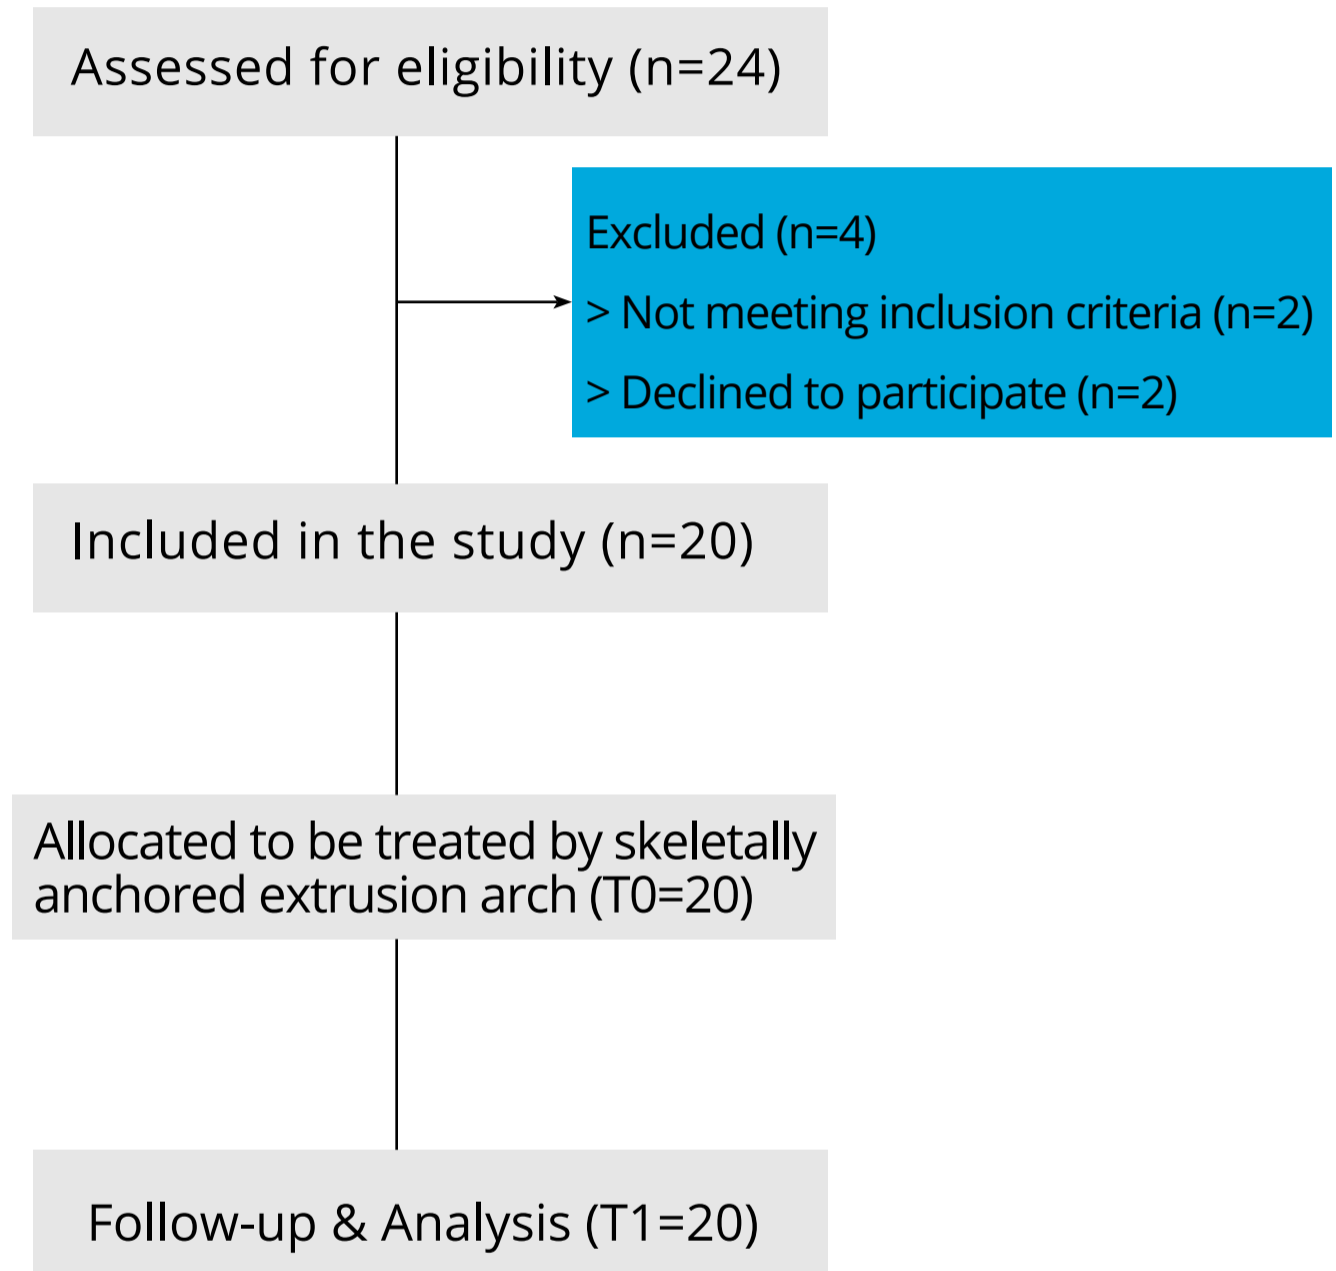 Assessed for eligibility (n=24)
Excluded (n=4)
> Not meeting inclusion criteria (n=2)
> Declined to participate (n=2)
Included in the study (n=20)
Allocated to be treated by skeletally
anchored extrusion arch (T0=20)
Follow-up & Analysis (T1=20)